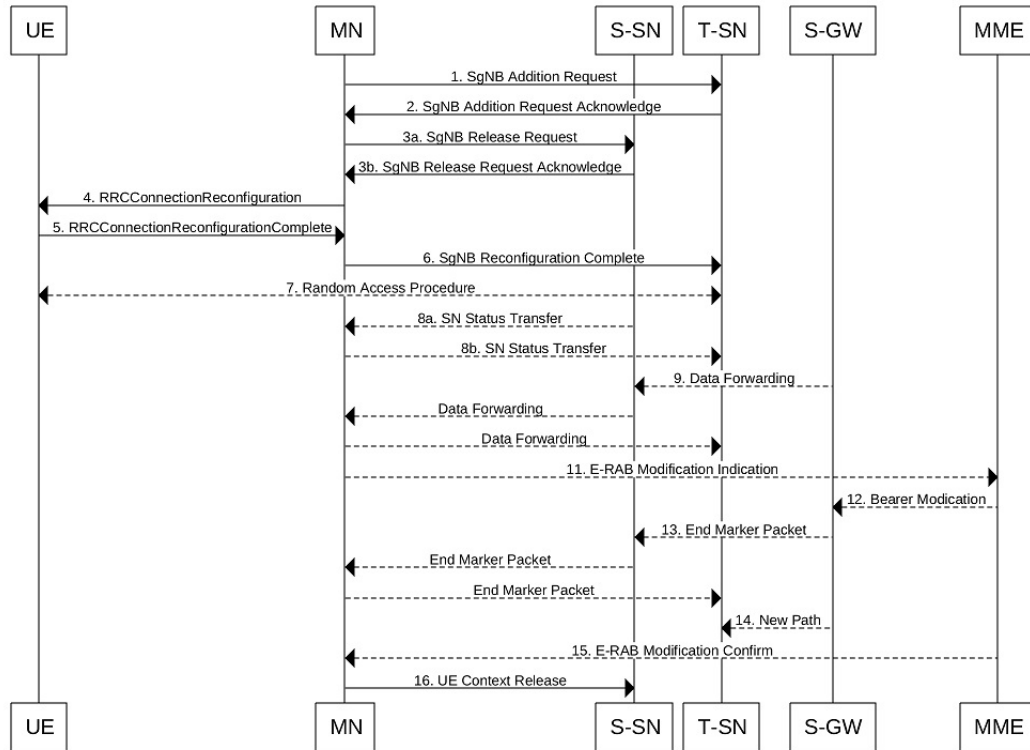 UE MN S-SN T-SN S-GW MME
1. SgNB Addition Request
2. SgNB Addition Request Acknowledge
3a. SgNB Release Request
3b. SgNB Release Request Acknowledge
4. RRCConnectionReconfiguration
5. RRCConnectionReconfigurationComplete
6. SgNB Reconfiguration Complete
7. Random Access Procedure
8a. SN Status Transfer
8b. SN Status Transfer
9. Data Forwarding
Data Forwarding
Data Forwarding
11. E-RAB Modification Indication
12. Bearer Modication
13. End Marker Packet
End Marker Packet
End Marker Packet
14. New Path
15. E-RAB Modification Confirm
16. UE Context Release
UE MN S-SN T-SN S-GW MME